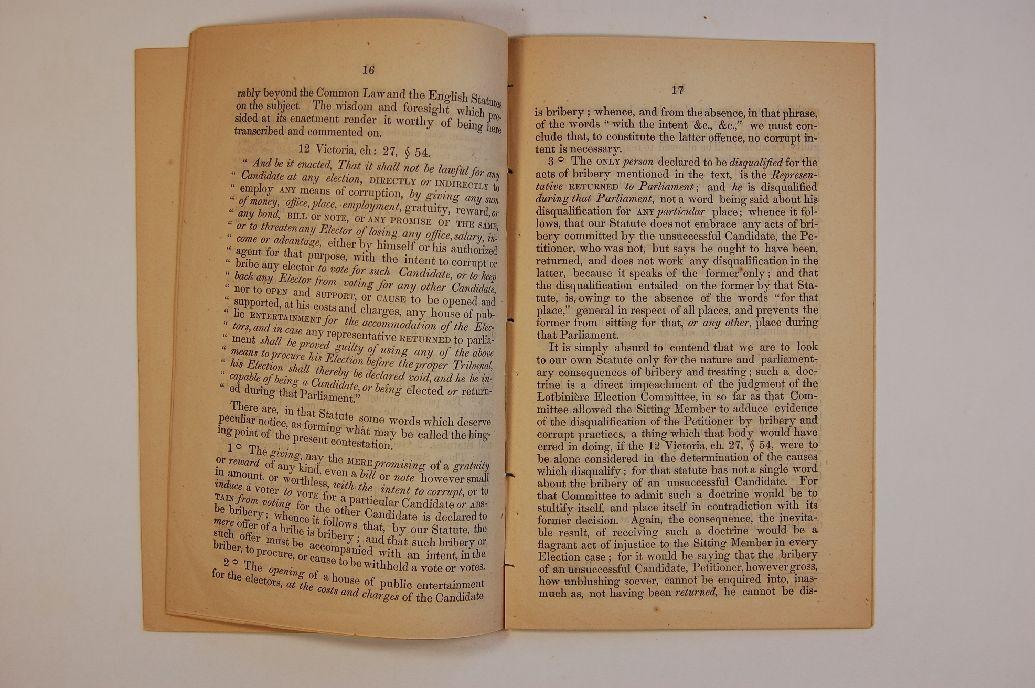 16
rably beyond the Common Law and the English Statutes
on the subject. The wisdom and foresight which pre-
sided at its enactment render it worthy of being here
transcribed and commented on.
12 Victoria, ch: 27, § 54.
" And be it enacted, That it shall not be lawful for any
" Candidate at any election, DIRECTLY OR INDIRECTLY to
" employ ANY means of corruption, by giving any sum
" of money, office, place, employment, gratuity, reward, or
" any bond, BILL OR NOTE, OR ANY PROMISE OF THE SAME,
" or to threaten any Elector of losing any office, salary, in-
" come or advantage, either by himself or his authorized
" agent for that purpose, with the intent to corrupt or
" bribe any elector to vote for such Candidate, or to keep
" back any Elector from voting for any other Candidate,
" nor to OPEN and SUPPORT, OR CAUSE to be opened and
" supported, at his costs and charges, any house of pub-
" lic ENTERTAINMENT for the accommodation of the Elec-
" tors, and in case any representative RETURNED to parlia-
" ment shall be proved guilty of using any of the above
" means to procure his Election before the proper Tribunal,
" his Election shall thereby be declared void, and he be in-
" capable of being a Candidate, or being elected or return-
" ed during that Parliament."
There are, in that Statute some words which deserve
peculiar notice, as forming what may be called the hing-
ing point of the present contestation.
1° The giving, nay the MERE promising of a gratuity
or reward of any kind, even a bill or note however small
in amount, or worthless, with the intent to corrupt, or to
induce a voter to VOTE for a particular Candidate or ABS-
TAIN from voting for the other Candidate is declared to
be bribery; whence it follows that, by our Statute, the
mere offer of a bribe is bribery; and that such bribery or
such offer must be accompanied with an intent, in the
briber, to procure, or cause to be withheld a vote or votes.
2° The opening of a house of public entertainment
for the electors, at the costs and charges of the Candidate
17
is bribery; whence, and from the absence, in that phrase,
of the words "with the intent &c., &c.," we must con-
clude that, to constitute the latter offence, no corrupt in-
tent is necessary.
3° The ONLY person declared to be disqualified for the
acts of bribery mentioned in the text, is the Represen-
tative RETURNED to Parliament; and he is disqualified
during that Parliament, not a word being said about his
disqualification for ANY particular place; whence it fol-
lows, that our Statute does not embrace any acts of bri-
bery committed by the unsuccessful Candidate, the Pe-
titioner, who was not, but says he ought to have been,
returned, and does not work any disqualification in the
latter, because it speaks of the former only; and that
the disqualification entailed on the former by that Sta-
tute, is, owing to the absence of the words "for that
place," general in respect of all places, and prevents the
former from sitting for that, or any other, place during
that Parliament.
It is simply absurd to contend that we are to look
to our own Statute only for the nature and parliament-
ary consequences of bribery and treating; such a doc-
trine is a direct impeachment of the judgment of the
Lotbinière Election Committee, in so far as that Com-
mittee allowed the Sitting Member to adduce evidence
of the disqualification of the Petitioner by bribery and
corrupt practices, a thing which that body would have
erred in doing, if the 12 Victoria, ch. 27, § 54, were to
be alone considered in the determination of the causes
which disqualify; for that statute has not a single word
about the bribery of an unsuccessful Candidate. For
that Committee to admit such a doctrine would be to
stultify itself, and place itself in contradiction with its
former decision. Again, the consequence, the inevita-
ble result, of receiving such a doctrine would be a
flagrant act of injustice to the Sitting Member in every
Election case; for it would be saying that the bribery
of an unsuccessful Candidate, Petitioner, however gross,
how unblushing soever, cannot be enquired into, inas-
much as, not having been returned, he cannot be dis-